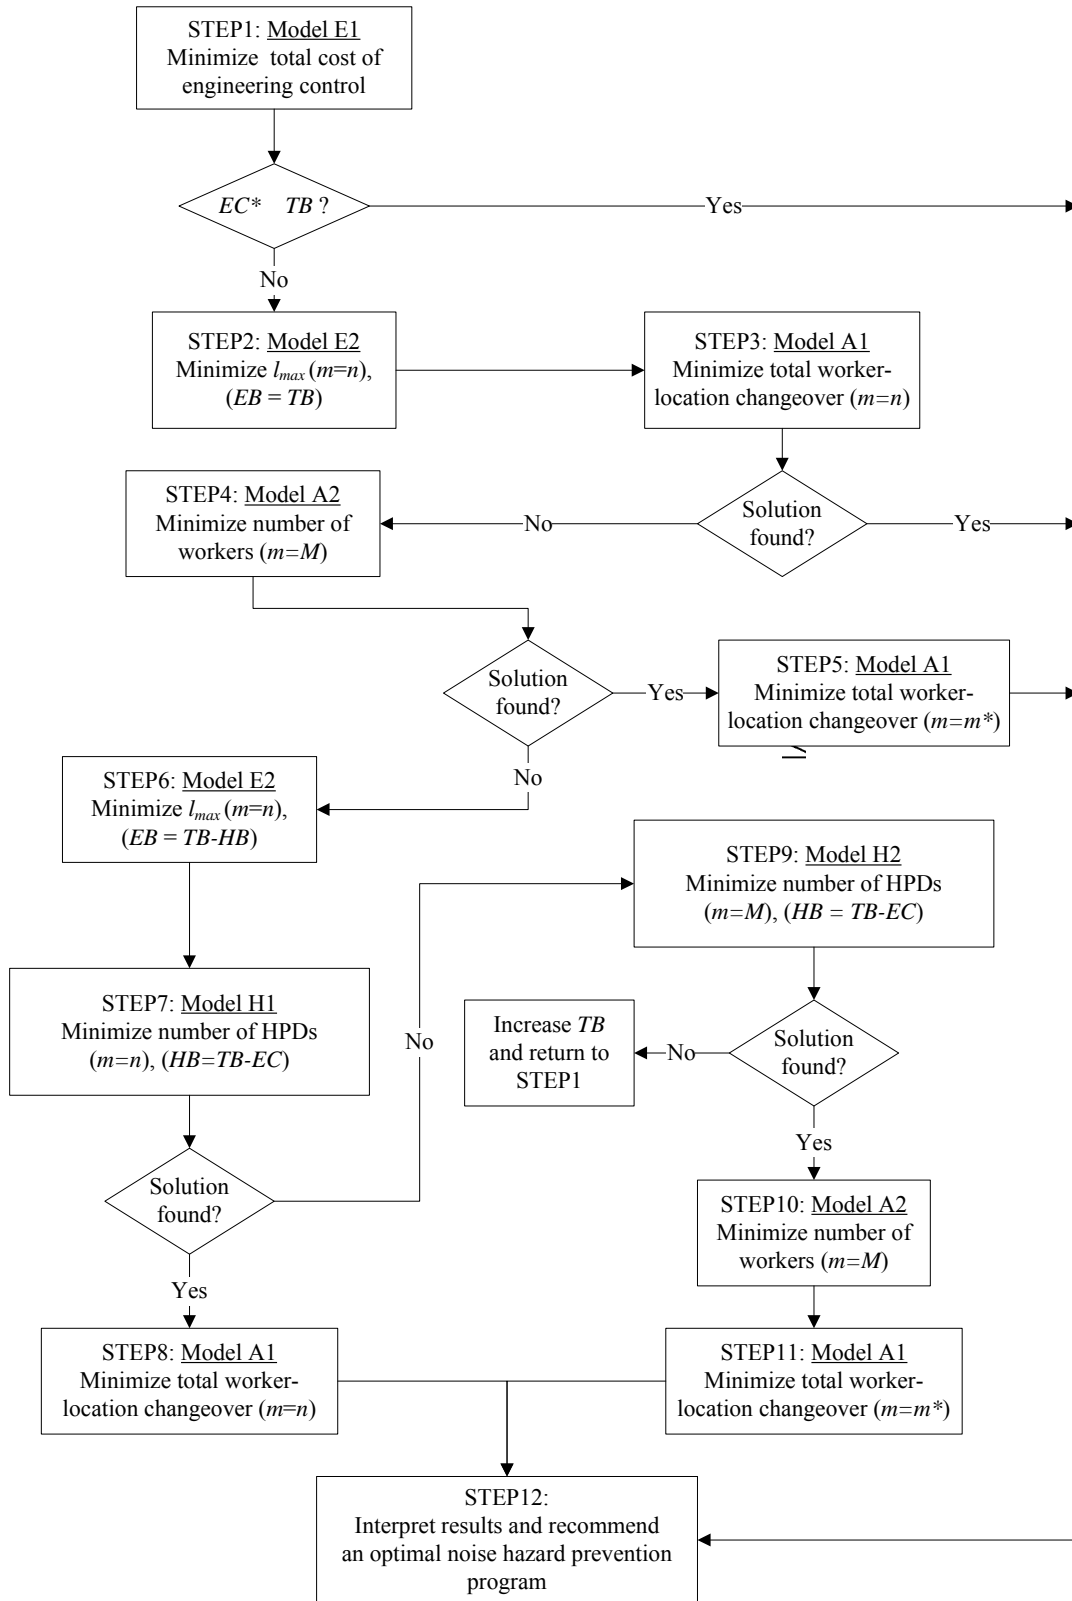 STEP1: Model E1
Minimize total cost of
engineering control
EC* TB ?
Yes
No
STEP2: Model E2
Minimize lmax (m=n),
(EB = TB)
STEP3: Model A1
Minimize total worker-
location changeover (m=n)
STEP4: Model A2
Minimize number of
workers (m=M)
No
Solution
found?
Yes
Solution
found?
Yes
STEP5: Model A1
Minimize total worker-
location changeover (m=m*)
≤
No
STEP6: Model E2
Minimize lmax (m=n),
(EB = TB-HB)
STEP9: Model H2
Minimize number of HPDs
(m=M), (HB = TB-EC)
STEP7: Model H1
Minimize number of HPDs
(m=n), (HB=TB-EC)
No
Increase TB
and return to
STEP1
No
Solution
found?
Yes
Solution
found?
Yes
STEP10: Model A2
Minimize number of
workers (m=M)
STEP8: Model A1
Minimize total worker-
location changeover (m=n)
STEP11: Model A1
Minimize total worker-
location changeover (m=m*)
STEP12:
Interpret results and recommend
an optimal noise hazard prevention
program